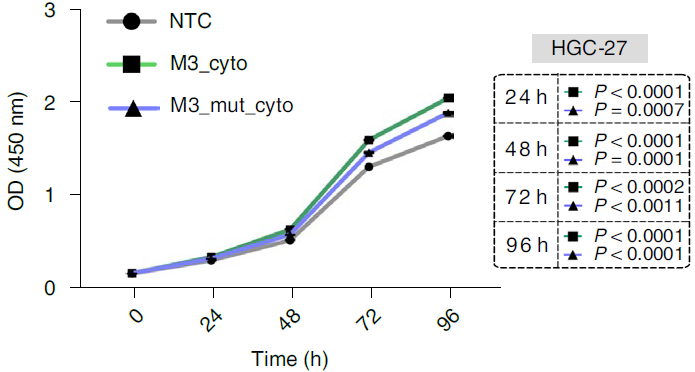 3
2
1
0
OD (450 nm)
NTC
M3_cyto
M3_mut_cyto
0
24
48
72
96
Time (h)
HGC-27
24 h
P < 0.0001
P = 0.0007
48 h
P < 0.0001
P = 0.0001
72 h
P < 0.0002
P < 0.0011
96 h
P < 0.0001
P < 0.0001